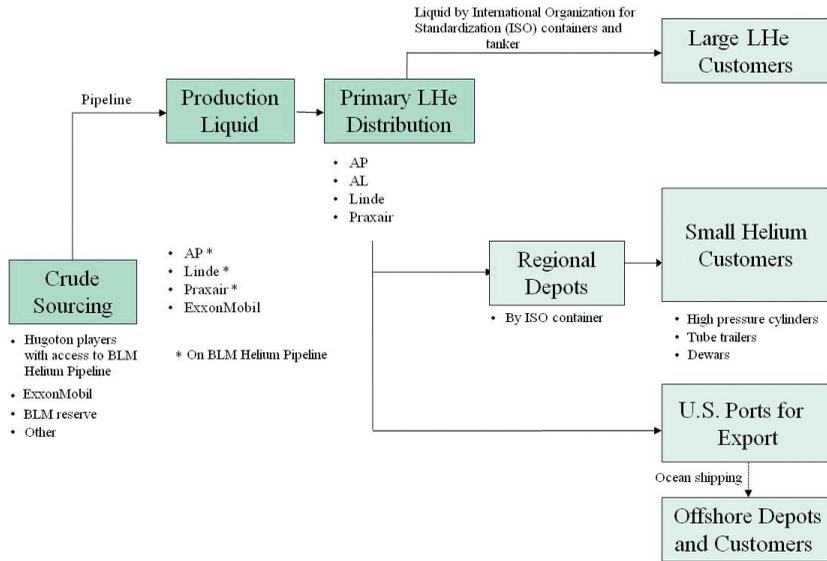 Liquid by International Organization for
Standardization (ISO) containers and
tanker
Large LHe
Customers
Pipeline
Production
Liquid
Primary LHe
Distribution
• AP
• AL
• Linde
• Praxair
• AP *
• Linde *
• Praxair *
• ExxonMobil
* On BLM Helium Pipeline
Crude
Sourcing
• Hugoton players
with access to BLM
Helium Pipeline
• ExxonMobil
• BLM reserve
• Other
Regional
Depots
• By ISO container
Small Helium
Customers
• High pressure cylinders
• Tube trailers
• Dewars
U.S. Ports for
Export
Ocean shipping
Offshore Depots
and Customers